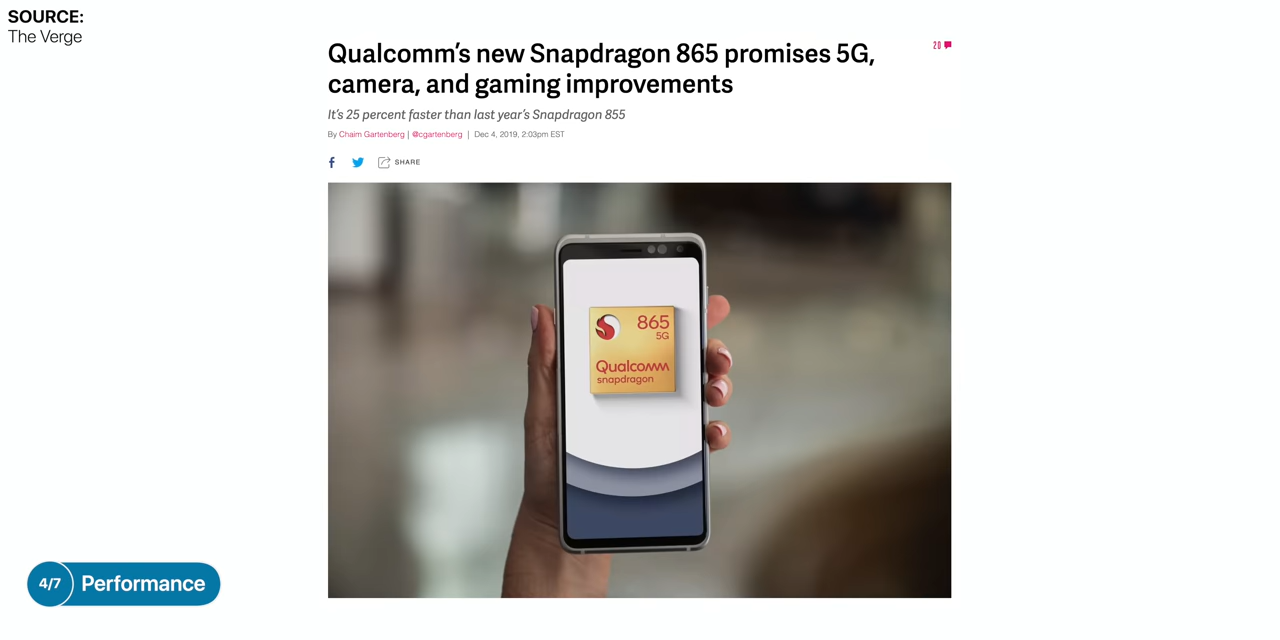 SOURCE:
The Verge
Qualcomm's new Snapdragon 865 promises 5G,
camera, and gaming improvements
20
It's 25 percent faster than last year's Snapdragon 855
By Chaim Gartenberg | @cgartenberg | Dec 4, 2019, 2:03pm EST
SHARE
865
5G
Qualcomm
snapdragon
4/7 Performance